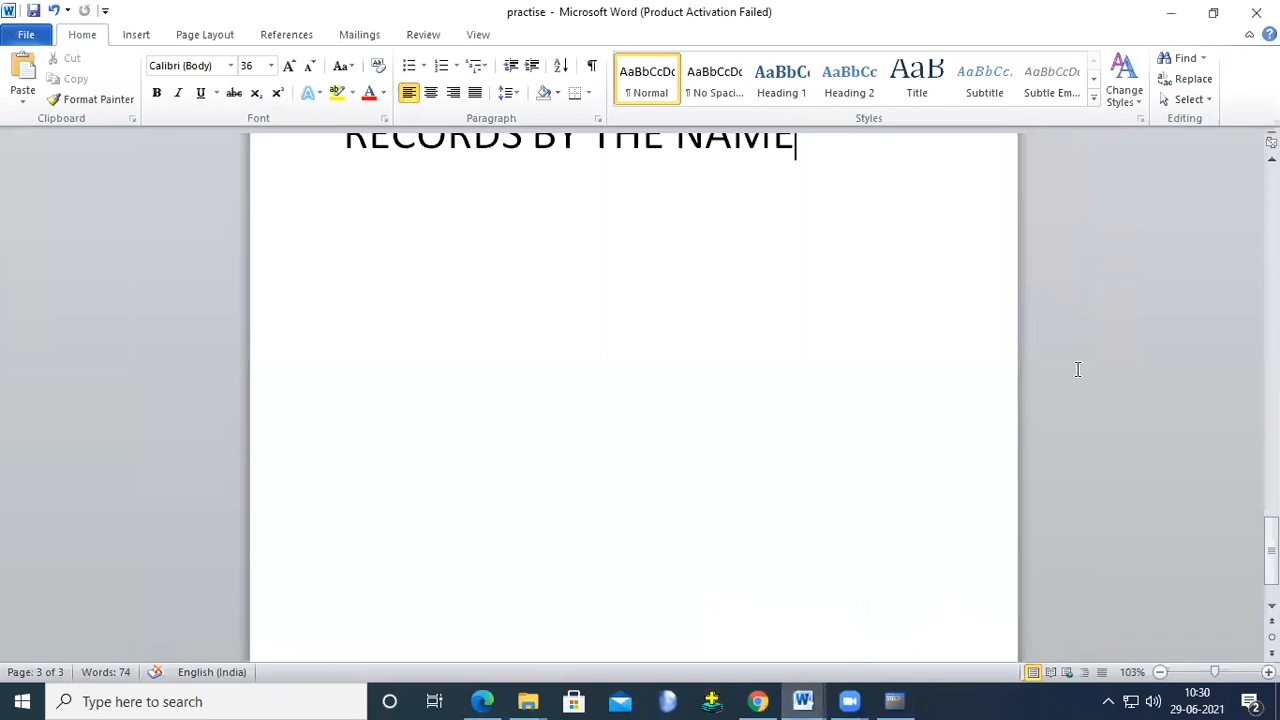 practise - Microsoft Word (Product Activation Failed)
File Home Insert Page Layout References Mailings Review View
Paste
Cut
Copy
Format Painter
Clipboard
Calibri (Body) 36
Font
Paragraph
AaBbCcDc AaBbCcDc AaBbCc AaBbCc AaB AaBbCc. AaBbCcDc
¶ Normal ¶ No Spaci... Heading 1 Heading 2 Title Subtitle Subtle Em...
Change Styles
Styles
Find
Replace
Select
Editing
RECORDS BY THE NAME
Page: 3 of 3 Words: 74 English (India) 103%
Type here to search
10:30
29-06-2021
2